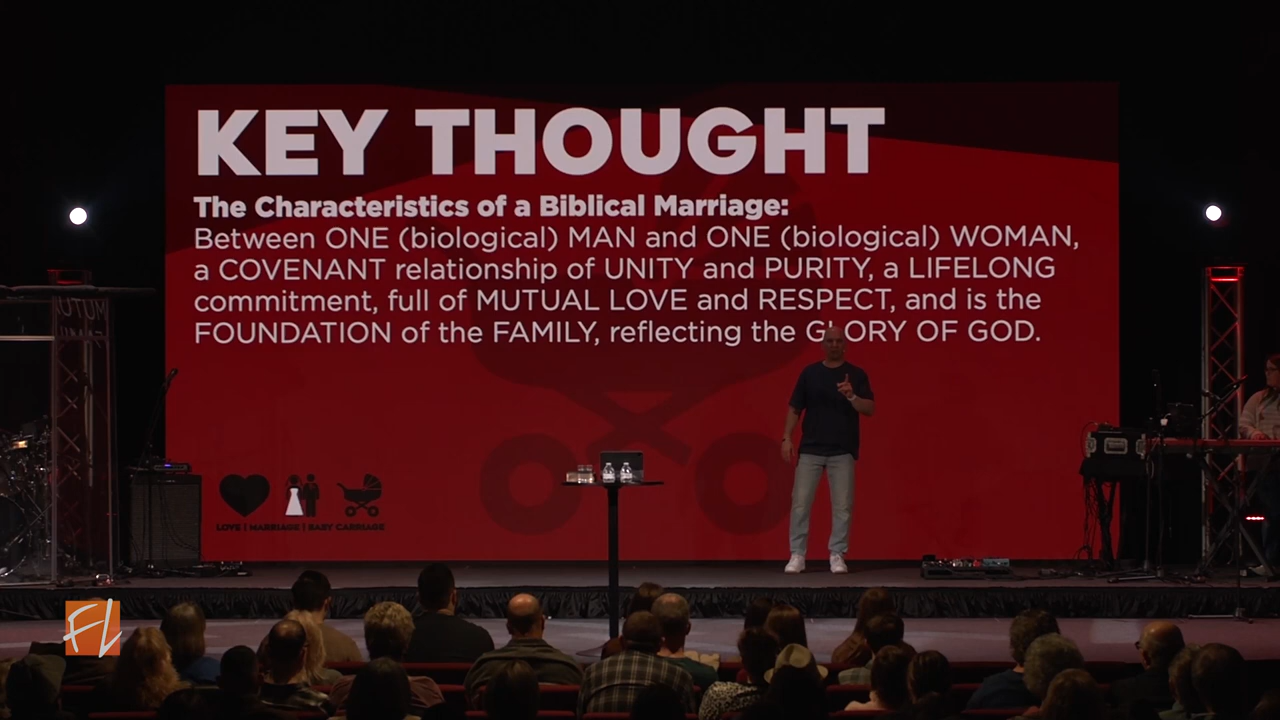 KEY THOUGHT
The Characteristics of a Biblical Marriage:
Between ONE (biological) MAN and ONE (biological) WOMAN,
a COVENANT relationship of UNITY and PURITY, a LIFELONG
commitment, full of MUTUAL LOVE and RESPECT, and is the
FOUNDATION of the FAMILY, reflecting the GLORY OF GOD.
LOVE | MARRIAGE | BABY CARRIAGE
FL